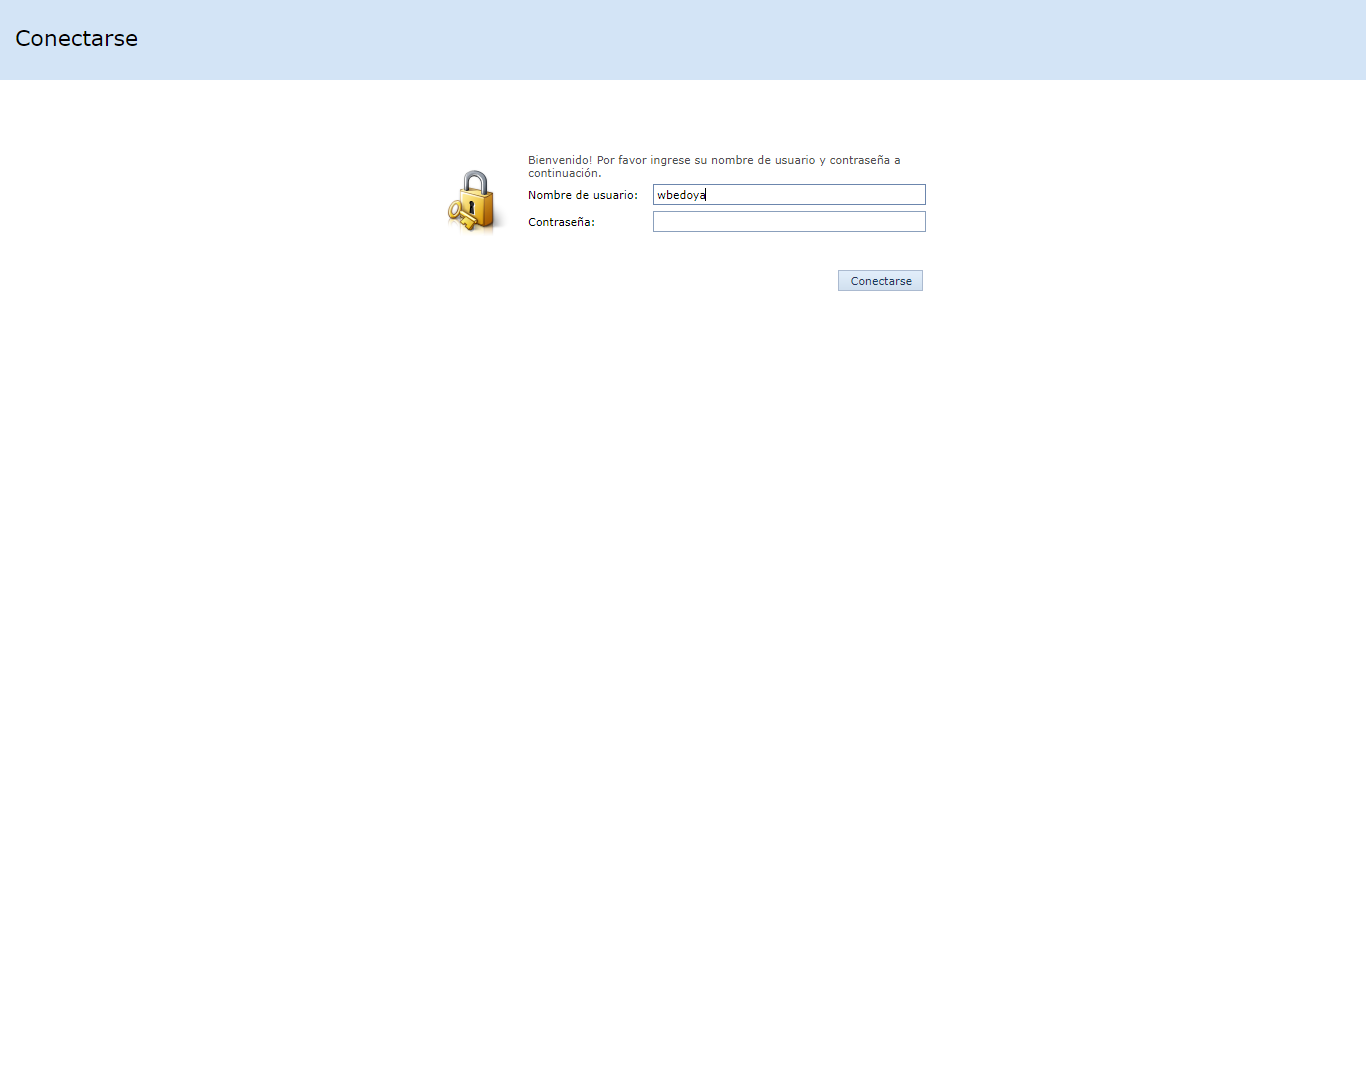 Conectarse
Bienvenido! Por favor ingrese su nombre de usuario y contraseña a
continuación.
Nombre de usuario: wbedoya
Contraseña:
Conectarse